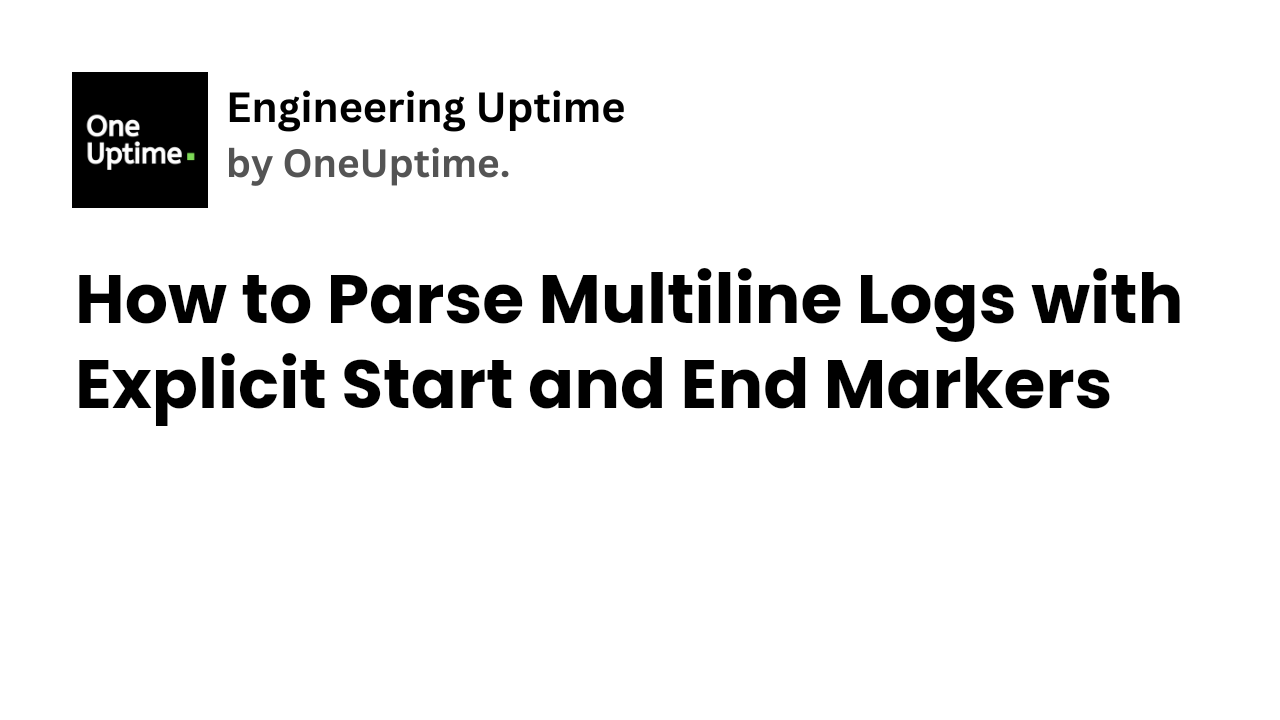 One
Uptime
Engineering Uptime
by OneUptime.
How to Parse Multiline Logs with
Explicit Start and End Markers